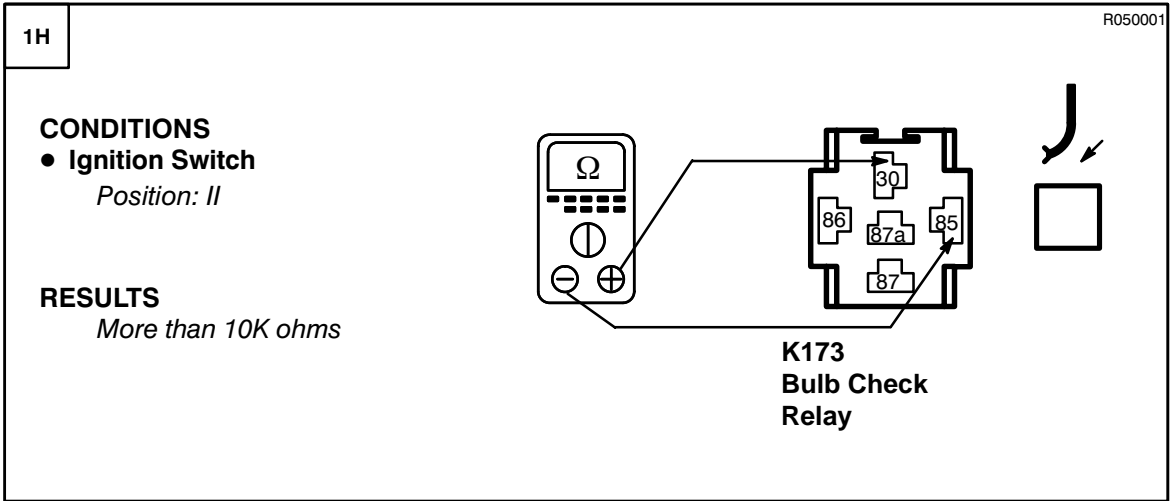 1H
R050001
CONDITIONS
● Ignition Switch
Position: II
RESULTS
More than 10K ohms
Ω
30
86
87a
85
87
K173
Bulb Check
Relay